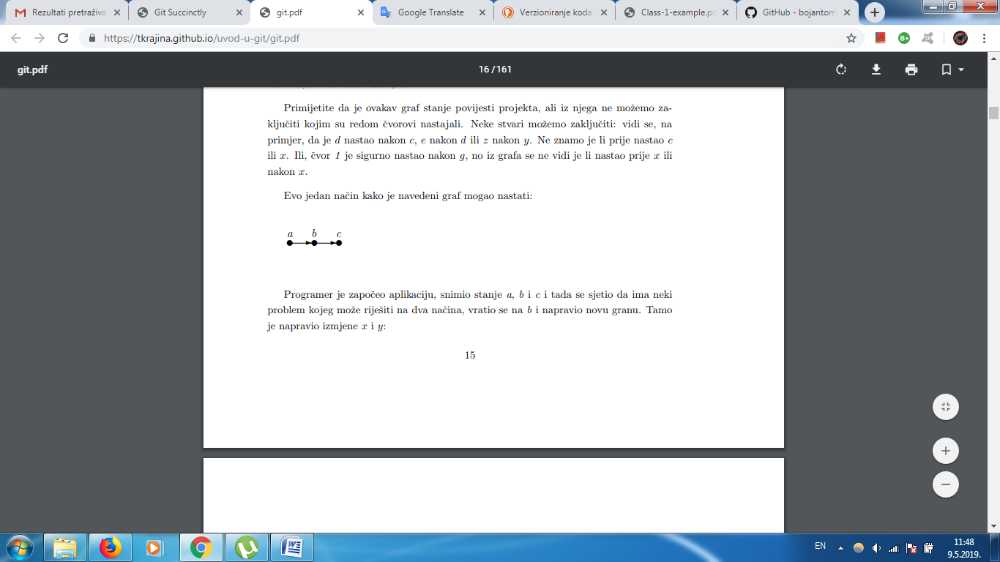 Rezultati pretraživa
Git Succinctly
git.pdf
Google Translate
Verzioniranje koda
Class-1-example.pd
GitHub - bojantom
https://tkrajina.github.io/uvod-u-git/git.pdf
git.pdf
16 / 161
Primijetite da je ovakav graf stanje povijesti projekta, ali iz njega ne možemo za-
ključiti kojim su redom čvorovi nastajali. Neke stvari možemo zaključiti: vidi se, na
primjer, da je d nastao nakon c, e nakon d ili z nakon y. Ne znamo je li prije nastao c
ili x. Ili, čvor 1 je sigurno nastao nakon g, no iz grafa se ne vidi je li nastao prije x ili
nakon x.
Evo jedan način kako je navedeni graf mogao nastati:
a b c
Programer je započeo aplikaciju, snimio stanje a, b i c i tada se sjetio da ima neki
problem kojeg može riješiti na dva načina, vratio se na b i napravio novu granu. Tamo
je napravio izmjene x i y:
15
EN
11:48
9.5.2019.